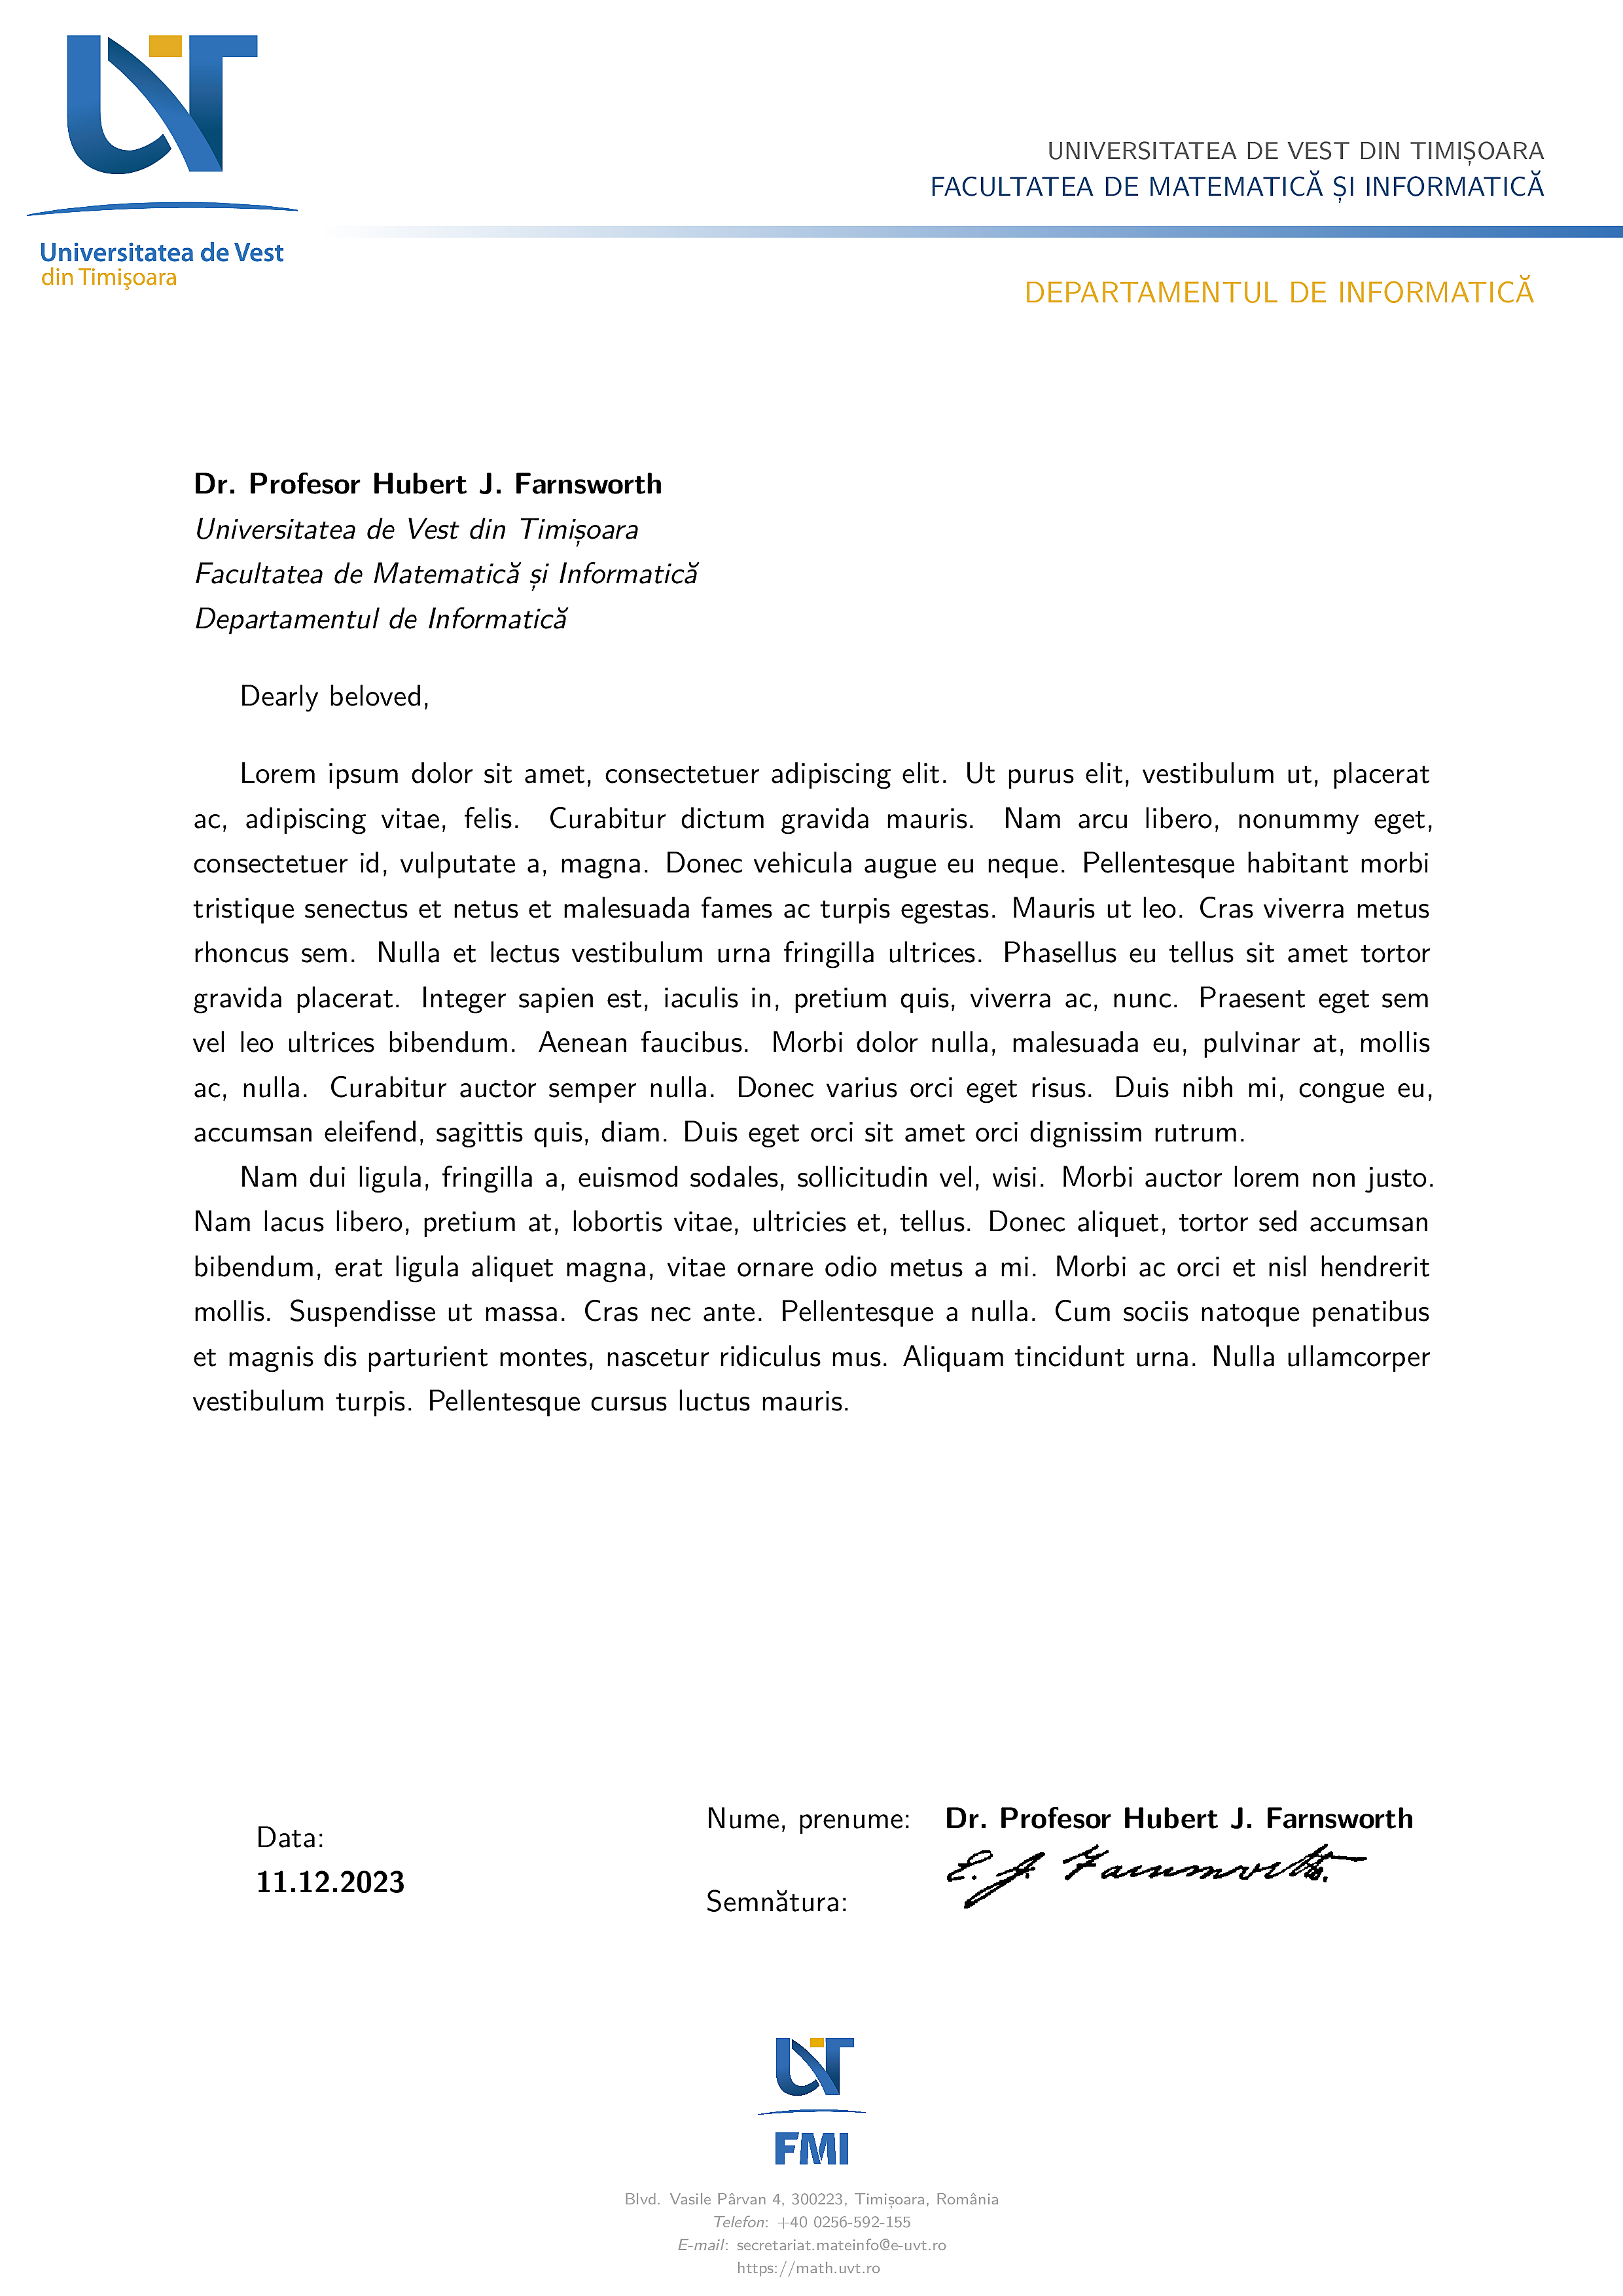 UVT
Universitatea de Vest
din Timişoara
UNIVERSITATEA DE VEST DIN TIMIȘOARA
FACULTATEA DE MATEMATICĂ ȘI INFORMATICĂ
DEPARTAMENTUL DE INFORMATICĂ
Dr. Profesor Hubert J. Farnsworth
Universitatea de Vest din Timișoara
Facultatea de Matematică și Informatică
Departamentul de Informatică
Dearly beloved,
Lorem ipsum dolor sit amet, consectetuer adipiscing elit. Ut purus elit, vestibulum ut, placerat
ac, adipiscing vitae, felis. Curabitur dictum gravida mauris. Nam arcu libero, nonummy eget,
consectetuer id, vulputate a, magna. Donec vehicula augue eu neque. Pellentesque habitant morbi
tristique senectus et netus et malesuada fames ac turpis egestas. Mauris ut leo. Cras viverra metus
rhoncus sem. Nulla et lectus vestibulum urna fringilla ultrices. Phasellus eu tellus sit amet tortor
gravida placerat. Integer sapien est, iaculis in, pretium quis, viverra ac, nunc. Praesent eget sem
vel leo ultrices bibendum. Aenean faucibus. Morbi dolor nulla, malesuada eu, pulvinar at, mollis
ac, nulla. Curabitur auctor semper nulla. Donec varius orci eget risus. Duis nibh mi, congue eu,
accumsan eleifend, sagittis quis, diam. Duis eget orci sit amet orci dignissim rutrum.
Nam dui ligula, fringilla a, euismod sodales, sollicitudin vel, wisi. Morbi auctor lorem non justo.
Nam lacus libero, pretium at, lobortis vitae, ultricies et, tellus. Donec aliquet, tortor sed accumsan
bibendum, erat ligula aliquet magna, vitae ornare odio metus a mi. Morbi ac orci et nisl hendrerit
mollis. Suspendisse ut massa. Cras nec ante. Pellentesque a nulla. Cum sociis natoque penatibus
et magnis dis parturient montes, nascetur ridiculus mus. Aliquam tincidunt urna. Nulla ullamcorper
vestibulum turpis. Pellentesque cursus luctus mauris.
Data:
11.12.2023
Nume, prenume: Dr. Profesor Hubert J. Farnsworth
Semnătura:
UVT
FMI
Blvd. Vasile Pârvan 4, 300223, Timișoara, România
Telefon: +40 0256-592-155
E-mail: secretariat.mateinfo@e-uvt.ro
https://math.uvt.ro